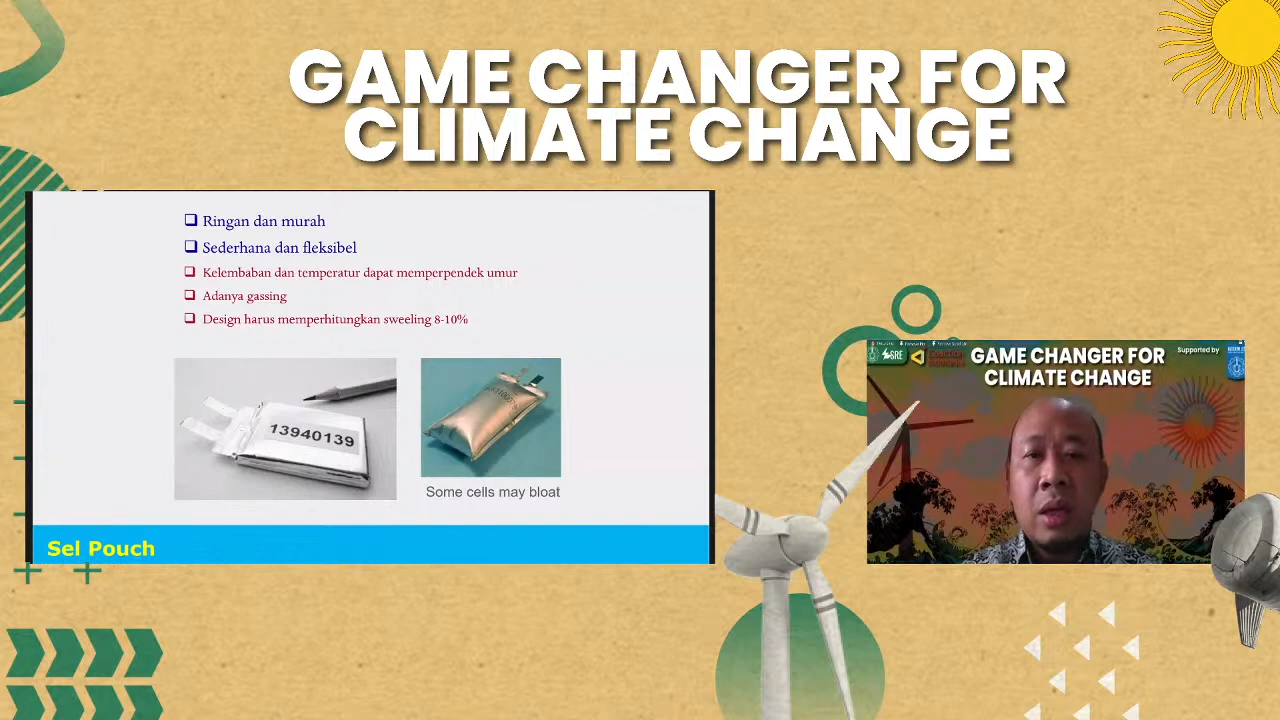 GAME CHANGER FOR
CLIMATE CHANGE
Ringan dan murah
Sederhana dan fleksibel
Kelembaban dan temperatur dapat memperpendek umur
Adanya gassing
Design harus memperhitungkan sweeling 8-10%
13940139
Some cells may bloat
Sel Pouch
SRE
GAME CHANGER FOR
CLIMATE CHANGE
Supported by